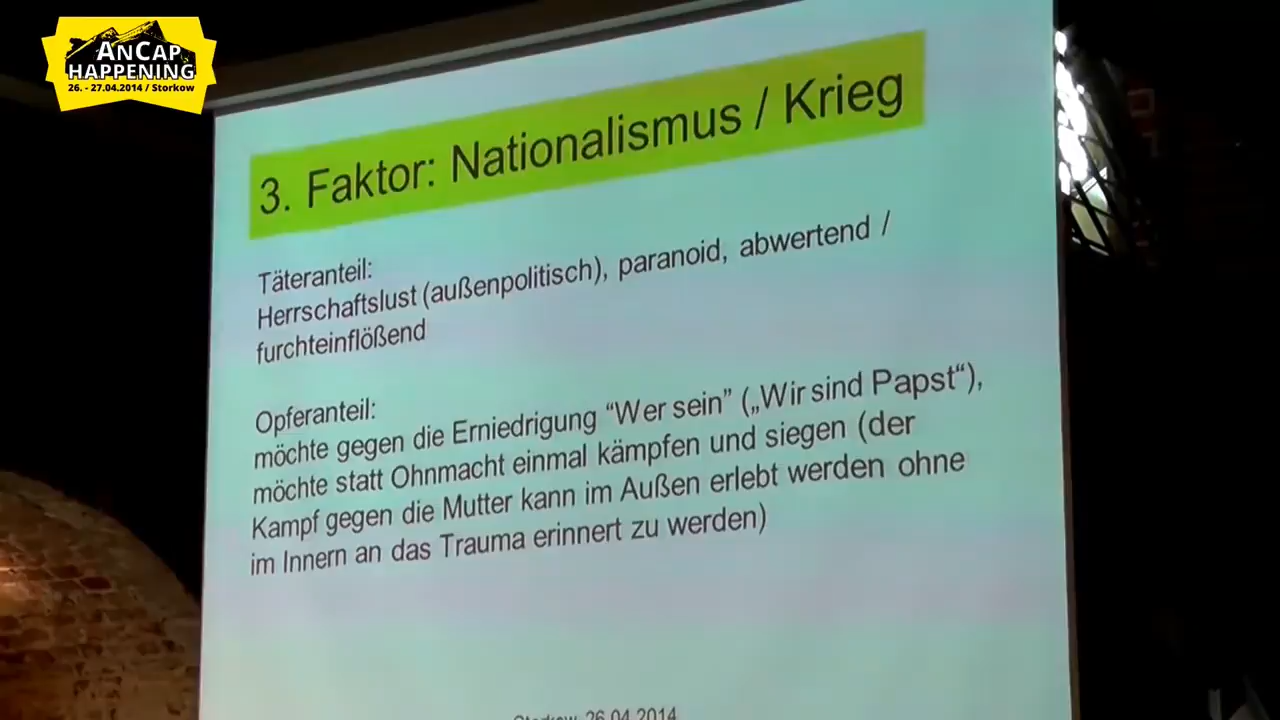 ANCAP
HAPPENING
26. - 27.04.2014 / Storkow
3. Faktor: Nationalismus / Krieg
Täteranteil:
Herrschaftslust (außenpolitisch), paranoid, abwertend /
furchteinflößend
Opferanteil:
möchte gegen die Erniedrigung “Wer sein” („Wir sind Papst“),
möchte statt Ohnmacht einmal kämpfen und siegen (der
Kampf gegen die Mutter kann im Außen erlebt werden ohne
im Innern an das Trauma erinnert zu werden)
Storkow, 26.04.2014